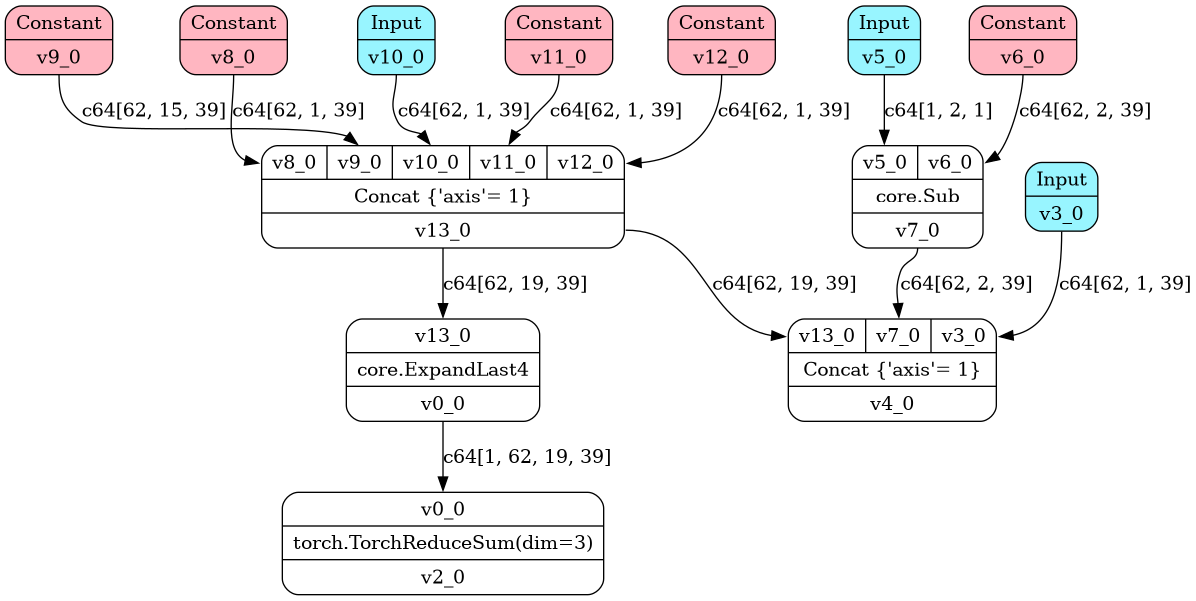 Constant
v9_0
Constant
v8_0
Input
v10_0
Constant
v11_0
Constant
v12_0
Input
v5_0
Constant
v6_0
c64[62, 15, 39]
c64[62, 1, 39]
c64[62, 1, 39]
c64[62, 1, 39]
c64[62, 1, 39]
c64[1, 2, 1]
c64[62, 2, 39]
v8_0 v9_0 v10_0 v11_0 v12_0
Concat {'axis'= 1}
v13_0
v5_0 v6_0
core.Sub
v7_0
Input
v3_0
c64[62, 19, 39]
c64[62, 19, 39]
c64[62, 2, 39]
c64[62, 1, 39]
v13_0
core.ExpandLast4
v0_0
v13_0 v7_0 v3_0
Concat {'axis'= 1}
v4_0
c64[1, 62, 19, 39]
v0_0
torch.TorchReduceSum(dim=3)
v2_0